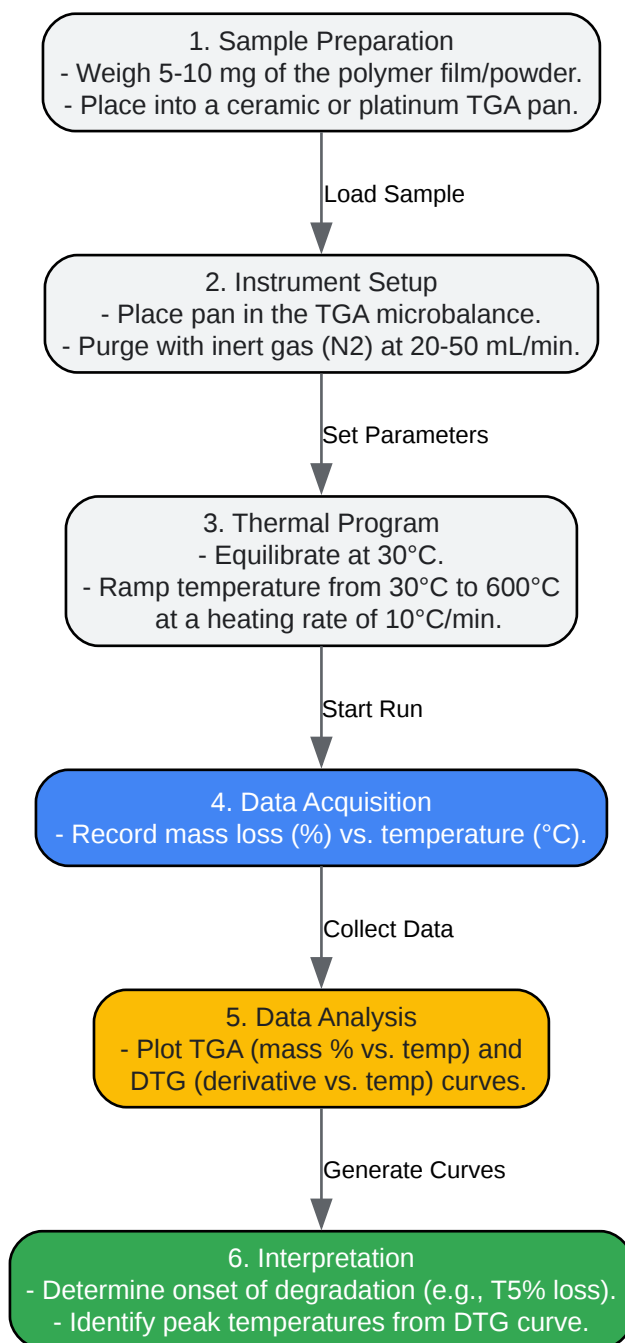 1. Sample Preparation
- Weigh 5-10 mg of the polymer film/powder.
- Place into a ceramic or platinum TGA pan.
Load Sample
2. Instrument Setup
- Place pan in the TGA microbalance.
- Purge with inert gas (N2) at 20-50 mL/min.
Set Parameters
3. Thermal Program
- Equilibrate at 30°C.
- Ramp temperature from 30°C to 600°C
at a heating rate of 10°C/min.
Start Run
4. Data Acquisition
- Record mass loss (%) vs. temperature (°C).
Collect Data
5. Data Analysis
- Plot TGA (mass % vs. temp) and
DTG (derivative vs. temp) curves.
Generate Curves
6. Interpretation
- Determine onset of degradation (e.g., T5% loss).
- Identify peak temperatures from DTG curve.